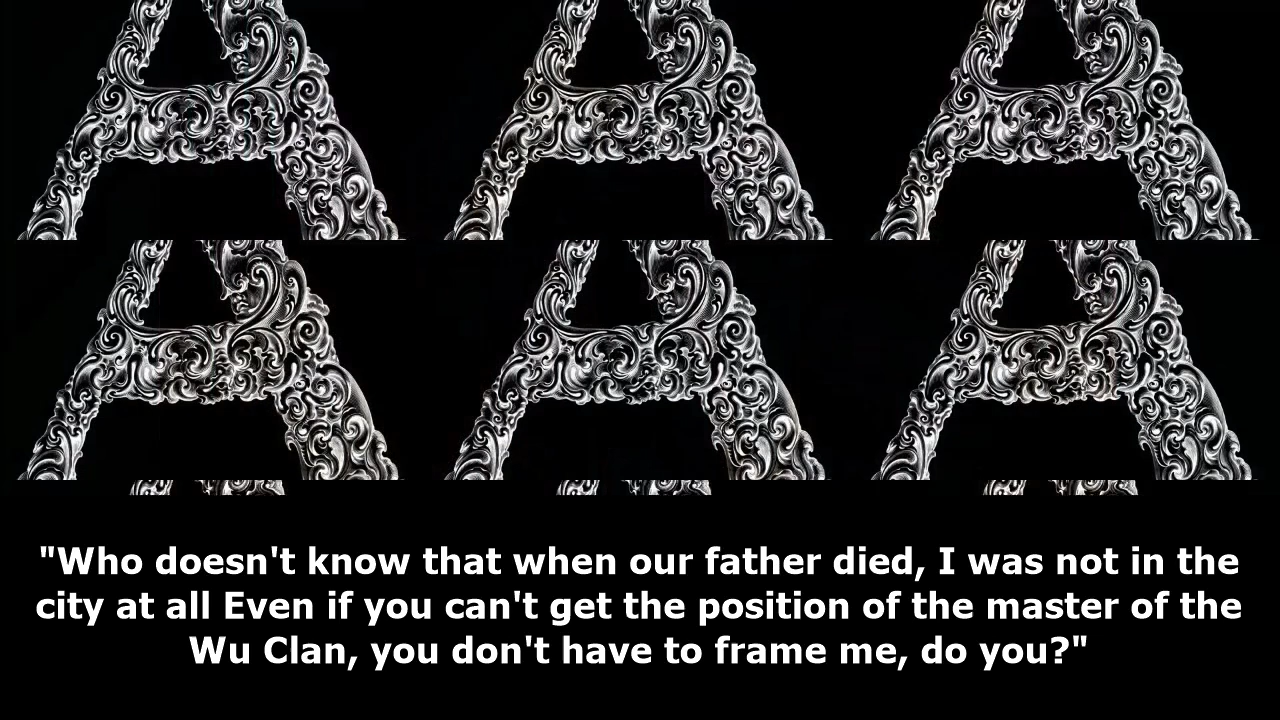 A A A
A A A
"Who doesn't know that when our father died, I was not in the
city at all Even if you can't get the position of the master of the
Wu Clan, you don't have to frame me, do you?"